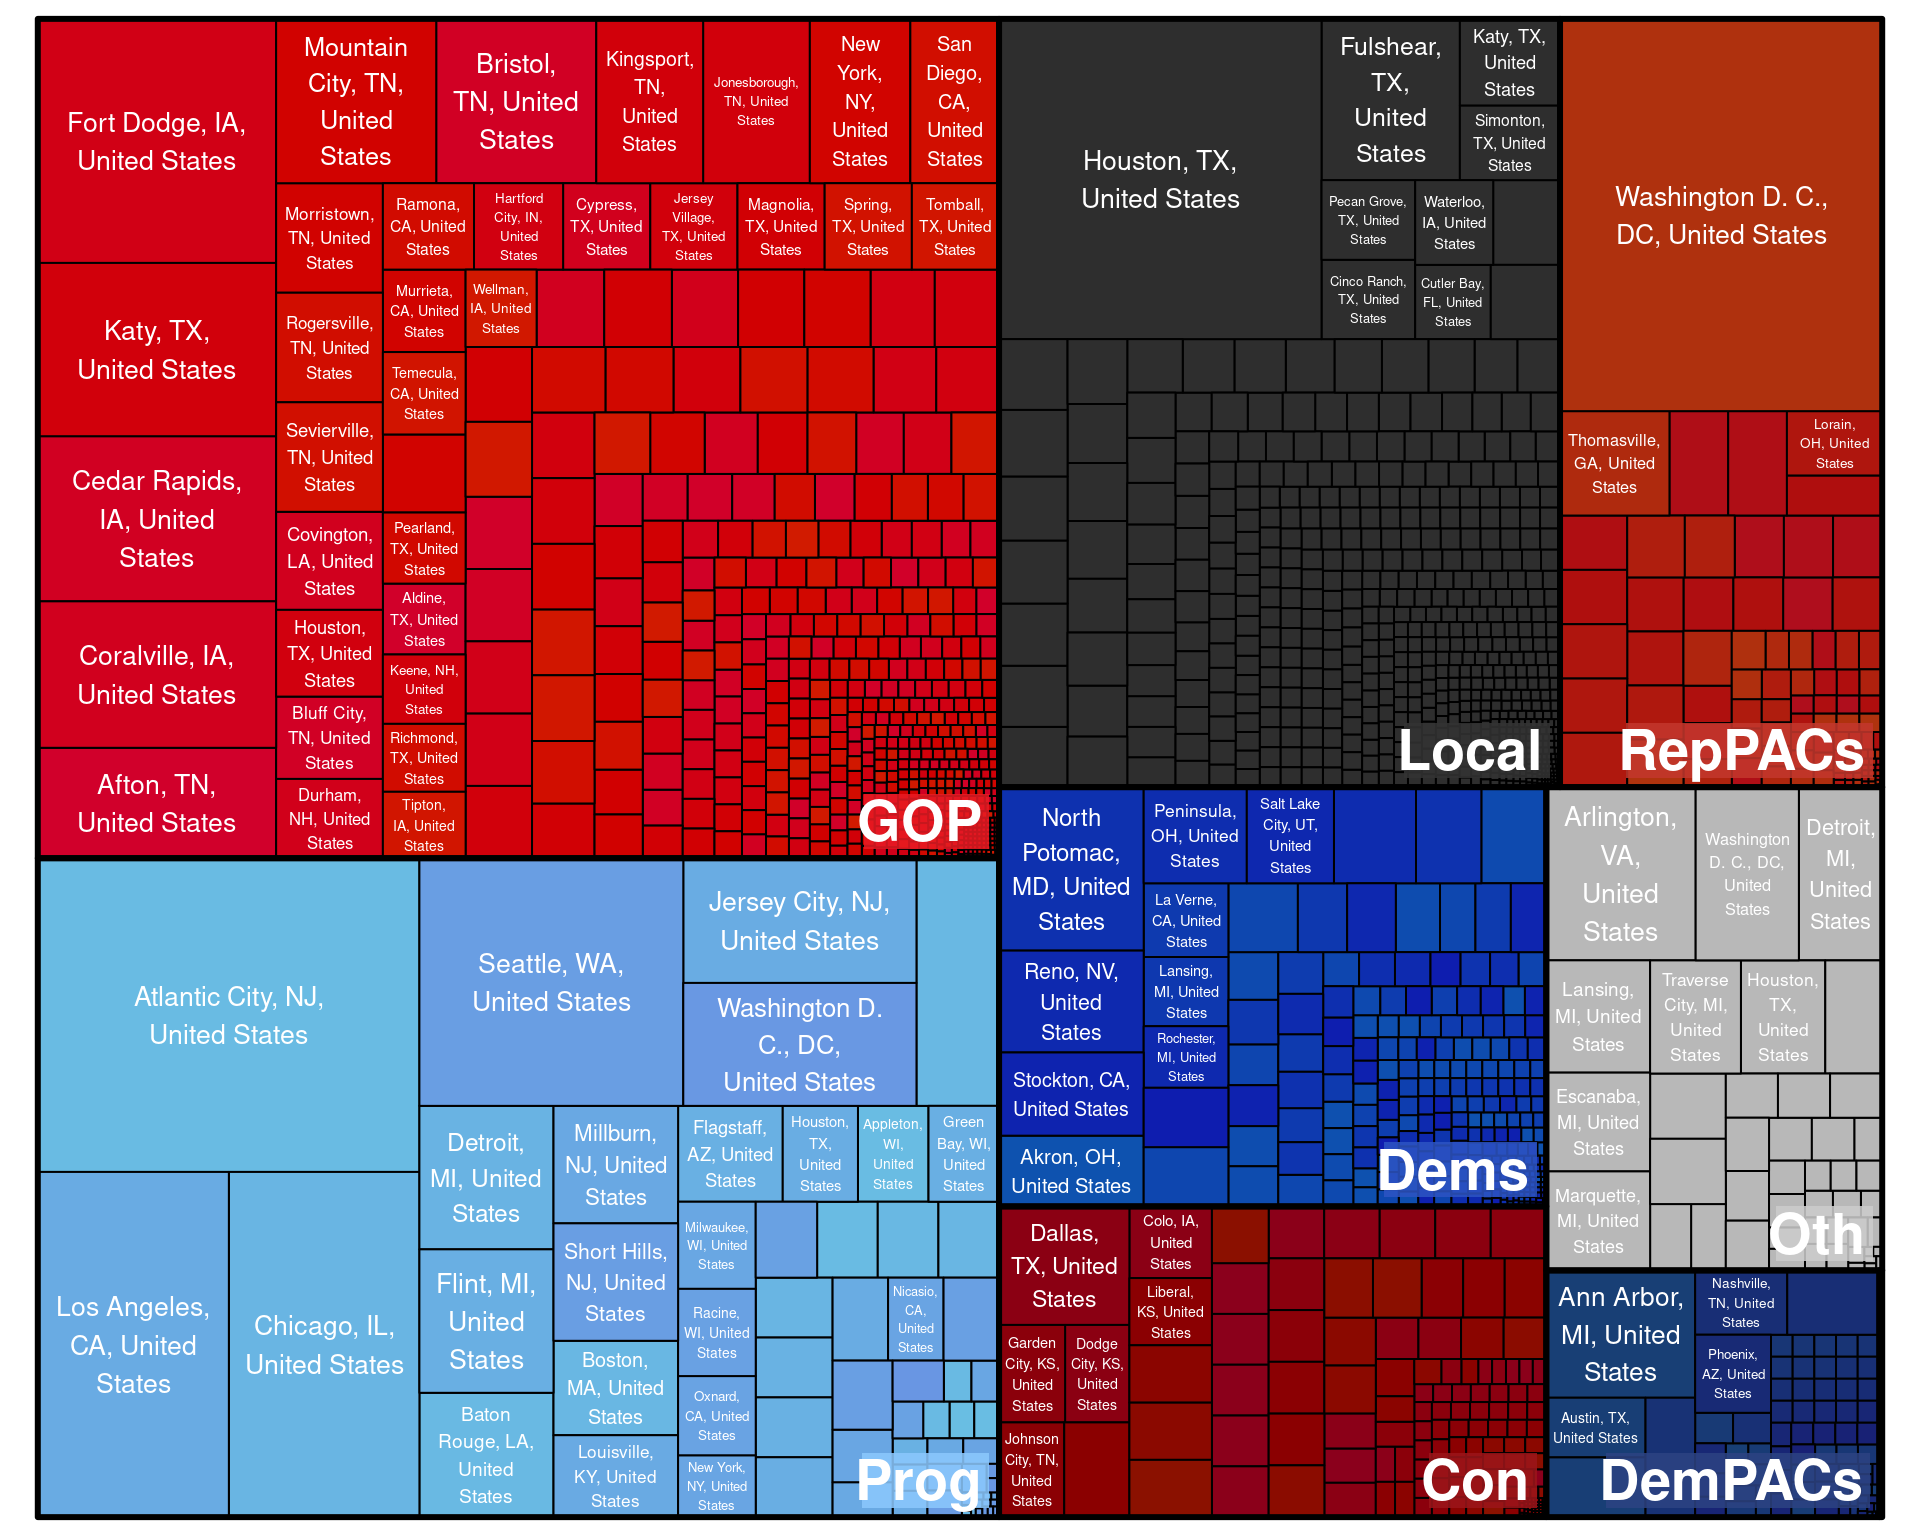 Fort Dodge, IA,
United States
Katy, TX,
United States
Cedar Rapids,
IA, United
States
Coralville, IA,
United States
Afton, TN,
United States
Mountain
City, TN,
United
States
Bristol,
TN, United
States
Kingsport,
TN,
United
States
Jonesborough,
TN, United
States
New
York,
NY,
United
States
San
Diego,
CA,
United
States
Morristown,
TN, United
States
Rogersville,
TN, United
States
Sevierville,
TN, United
States
Covington,
LA, United
States
Houston,
TX, United
States
Bluff City,
TN, United
States
Durham,
NH, United
States
Ramona,
CA, United
States
Hartford
City, IN,
United
States
Cypress,
TX, United
States
Jersey
Village,
TX, United
States
Magnolia,
TX, United
States
Spring,
TX, United
States
Tomball,
TX, United
States
Murrieta,
CA, United
States
Wellman,
IA, United
States
Temecula,
CA, United
States
Pearland,
TX, United
States
Aldine,
TX, United
States
Keene, NH,
United
States
Richmond,
TX, United
States
Tipton,
IA, United
States
GOP
Houston, TX,
United States
Fulshear,
TX,
United
States
Katy, TX,
United
States
Simonton,
TX, United
States
Pecan Grove,
TX, United
States
Waterloo,
IA, United
States
Cinco Ranch,
TX, United
States
Cutler Bay,
FL, United
States
Local
Washington D. C.,
DC, United States
Thomasville,
GA, United
States
Lorain,
OH, United
States
RepPACs
Atlantic City, NJ,
United States
Los Angeles,
CA, United
States
Chicago, IL,
United States
Seattle, WA,
United States
Jersey City, NJ,
United States
Washington D.
C., DC,
United States
Detroit,
MI, United
States
Flint, MI,
United
States
Baton
Rouge, LA,
United
States
Millburn,
NJ, United
States
Short Hills,
NJ, United
States
Boston,
MA, United
States
Louisville,
KY, United
States
Flagstaff,
AZ, United
States
Houston,
TX,
United
States
Appleton,
WI,
United
States
Green
Bay, WI,
United
States
Milwaukee,
WI, United
States
Racine,
WI, United
States
Oxnard,
CA, United
States
New York,
NY, United
States
Nicasio,
CA,
United
States
Prog
North
Potomac,
MD, United
States
Reno, NV,
United
States
Stockton, CA,
United States
Akron, OH,
United States
Peninsula,
OH, United
States
Salt Lake
City, UT,
United
States
La Verne,
CA, United
States
Lansing,
MI, United
States
Rochester,
MI, United
States
Dems
Arlington,
VA,
United
States
Washington
D. C., DC,
United
States
Detroit,
MI,
United
States
Lansing,
MI, United
States
Traverse
City, MI,
United
States
Houston,
TX,
United
States
Escanaba,
MI, United
States
Marquette,
MI, United
States
Oth
Dallas,
TX, United
States
Colo, IA,
United
States
Liberal,
KS, United
States
Garden
City, KS,
United
States
Dodge
City, KS,
United
States
Johnson
City, TN,
United
States
Con
Ann Arbor,
MI, United
States
Nashville,
TN, United
States
Phoenix,
AZ, United
States
Austin, TX,
United States
DemPACs